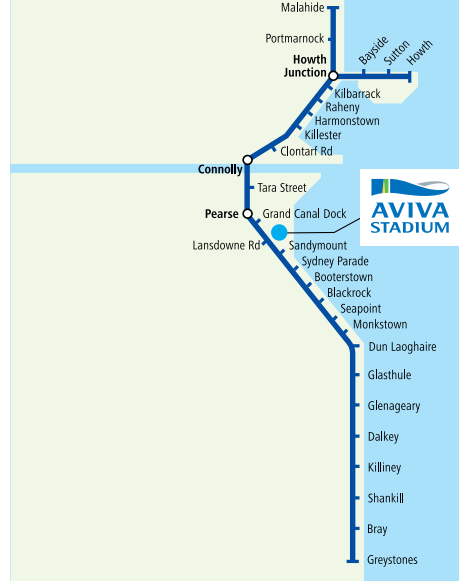 Malahide
Portmarnock
Howth
Junction
Bayside
Sutton
Howth
Kilbarrack
Raheny
Harmonstown
Killester
Clontarf Rd
Connolly
Tara Street
Pearse
Grand Canal Dock
AVIVA
STADIUM
Lansdowne Rd
Sandymount
Sydney Parade
Booterstown
Blackrock
Seapoint
Monkstown
Dun Laoghaire
Glasthule
Glenageary
Dalkey
Killiney
Shankill
Bray
Greystones